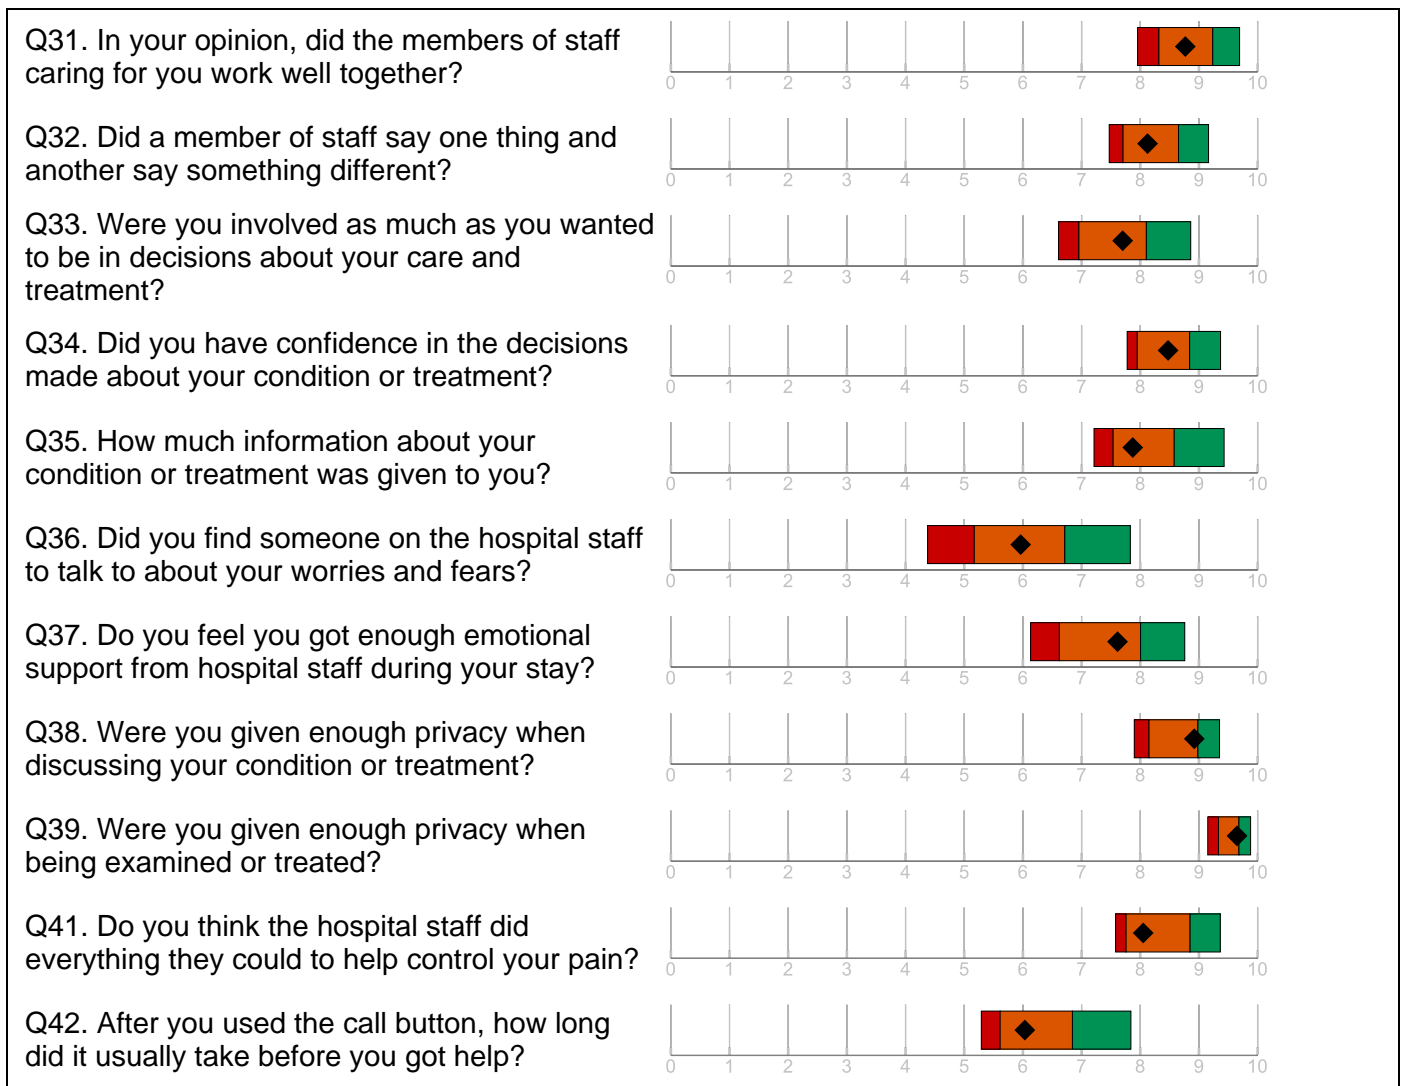 Q31. In your opinion, did the members of staff
caring for you work well together?
0 1 2 3 4 5 6 7 8 9 10
Q32. Did a member of staff say one thing and
another say something different?
0 1 2 3 4 5 6 7 8 9 10
Q33. Were you involved as much as you wanted
to be in decisions about your care and
treatment?
0 1 2 3 4 5 6 7 8 9 10
Q34. Did you have confidence in the decisions
made about your condition or treatment?
0 1 2 3 4 5 6 7 8 9 10
Q35. How much information about your
condition or treatment was given to you?
0 1 2 3 4 5 6 7 8 9 10
Q36. Did you find someone on the hospital staff
to talk to about your worries and fears?
0 1 2 3 4 5 6 7 8 9 10
Q37. Do you feel you got enough emotional
support from hospital staff during your stay?
0 1 2 3 4 5 6 7 8 9 10
Q38. Were you given enough privacy when
discussing your condition or treatment?
0 1 2 3 4 5 6 7 8 9 10
Q39. Were you given enough privacy when
being examined or treated?
0 1 2 3 4 5 6 7 8 9 10
Q41. Do you think the hospital staff did
everything they could to help control your pain?
0 1 2 3 4 5 6 7 8 9 10
Q42. After you used the call button, how long
did it usually take before you got help?
0 1 2 3 4 5 6 7 8 9 10